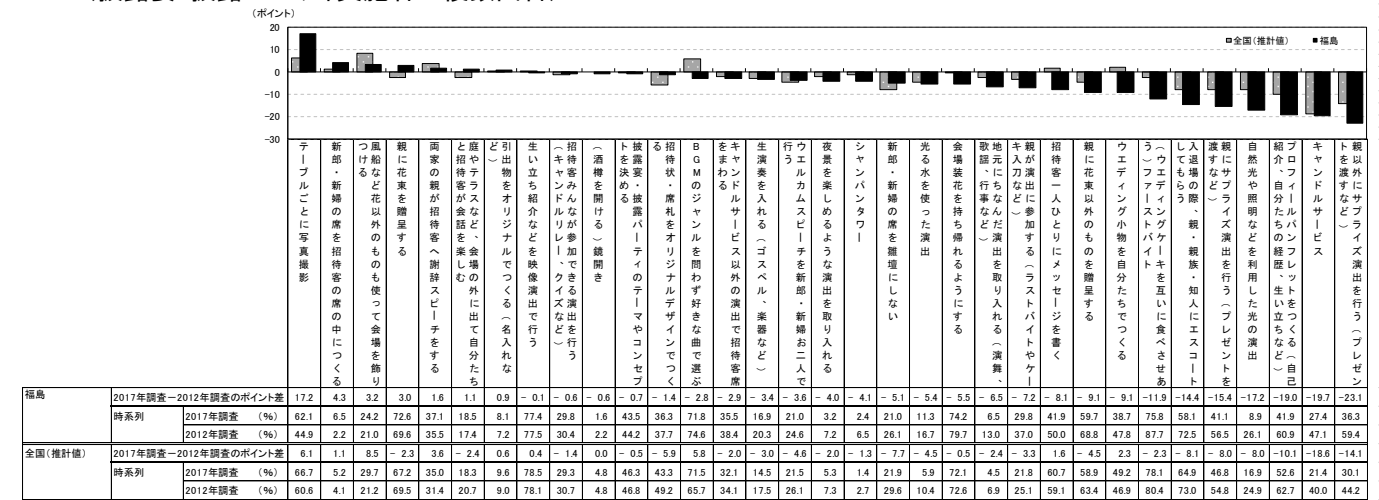 (ポイント)
20
10
0
-10
-20
-30
全国(推計値) 福島
テーブルごとに写真撮影
新郎・新婦の席を招待客の席の中につくる
風船など花以外のものも使って会場を飾りつける
親に花束を贈呈する
両家の親が招待客へ謝辞スピーチをする
庭やテラスなど、会場の外に出て自分たちと招待客が会話を楽しむ
引出物をオリジナルでつくる(名入れなど)
生い立ち紹介などを映像演出で行う
招待客みんなが参加できる演出を行う(キャンドルリレー、クイズなど)
(酒樽を開ける)鏡開き
披露宴・披露パーティのテーマやコンセプトを決める
招待状・席札をオリジナルデザインでつくる
BGMのジャンルを問わず好きな曲で選ぶ
キャンドルサービス以外の演出で招待客席をまわる
生演奏を入れる(ゴスペル、楽器など)
ウエルカムスピーチを新郎・新婦お二人で行う
夜景を楽しめるような演出を取り入れる
シャンパンタワー
新郎・新婦の席を雛壇にしない
光る水を使った演出
会場装花を持ち帰れるようにする
地元にちなんだ演出を取り入れる(演舞、歌謡、行事など)
親が演出に参加する(ラストバイトやケーキ入刀など)
招待客一人ひとりにメッセージを書く
親に花束以外のものを贈呈する
ウエディング小物を自分たちでつくる
(ウエディングケーキを互いに食べさせあう)ファーストバイト
入退場の際、親・親族・知人にエスコートしてもらう
親にサプライズ演出を行う(プレゼントを渡すなど)
自然光や照明などを利用した光の演出
プロフィールパンフレットをつくる(自己紹介、自分たちの経歴、生い立ちなど)
キャンドルサービス
親以外にサプライズ演出を行う(プレゼントを渡すなど)
福島 2017年調査-2012年調査のポイント差 17.2 4.3 3.2 3.0 1.6 1.1 0.9 -0.1 -0.6 -0.6 -0.7 -1.4 -2.8 -2.9 -3.4 -3.6 -4.0 -4.1 -5.1 -5.4 -5.5 -6.5 -7.2 -8.1 -9.1 -9.1 -11.9 -14.4 -15.4 -17.2 -19.0 -19.7 -23.1
時系列 2017年調査 (%) 62.1 6.5 24.2 72.6 37.1 18.5 8.1 77.4 29.8 1.6 43.5 36.3 71.8 35.5 16.9 21.0 3.2 2.4 21.0 11.3 74.2 6.5 29.8 41.9 59.7 38.7 75.8 58.1 41.1 8.9 41.9 27.4 36.3
2012年調査 (%) 44.9 2.2 21.0 69.6 35.5 17.4 7.2 77.5 30.4 2.2 44.2 37.7 74.6 38.4 20.3 24.6 7.2 6.5 26.1 16.7 79.7 13.0 37.0 50.0 68.8 47.8 87.7 72.5 56.5 26.1 60.9 47.1 59.4
全国(推計値) 2017年調査-2012年調査のポイント差 6.1 1.1 8.5 -2.3 3.6 -2.4 0.6 0.4 -1.4 0.0 -0.5 -5.9 5.8 -2.0 -3.0 -4.6 -2.0 -1.3 -7.7 -4.5 -0.5 -2.4 -3.3 1.6 -4.5 2.3 -2.3 -8.1 -8.0 -8.0 -10.1 -18.6 -14.1
時系列 2017年調査 (%) 66.7 5.2 29.7 67.2 35.0 18.3 9.6 78.5 29.3 4.8 46.3 43.3 71.5 32.1 14.5 21.5 5.3 1.4 21.9 5.9 72.1 4.5 21.8 60.7 58.9 49.2 78.1 64.9 46.8 16.9 52.6 21.4 30.1
2012年調査 (%) 60.6 4.1 21.2 69.5 31.4 20.7 9.0 78.1 30.7 4.8 46.8 49.2 65.7 34.1 17.5 26.1 7.3 2.7 29.6 10.4 72.6 6.9 25.1 59.1 63.4 46.9 80.4 73.0 54.8 24.9 62.7 40.0 44.2